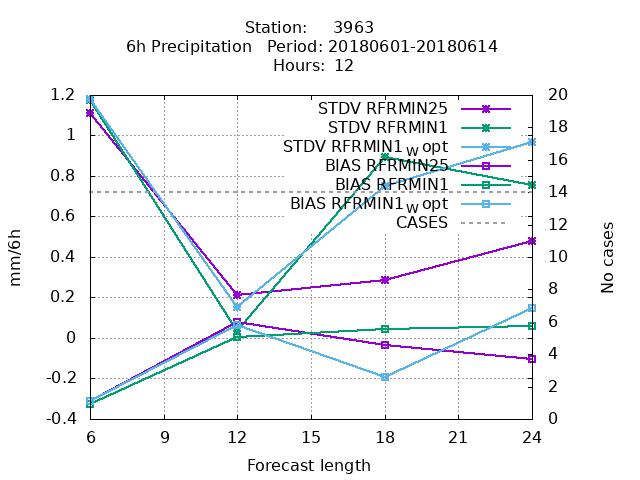 Station: 3963
6h Precipitation Period: 20180601-20180614
Hours: 12
STDV RFRMIN25
STDV RFRMIN1
STDV RFRMIN1_w opt
BIAS RFRMIN25
BIAS RFRMIN1
BIAS RFRMIN1_w opt
CASES
1.2
1
0.8
0.6
0.4
0.2
0
-0.2
-0.4
mm/6h
20
18
16
14
12
10
8
6
4
2
0
No cases
6 9 12 15 18 21 24
Forecast length